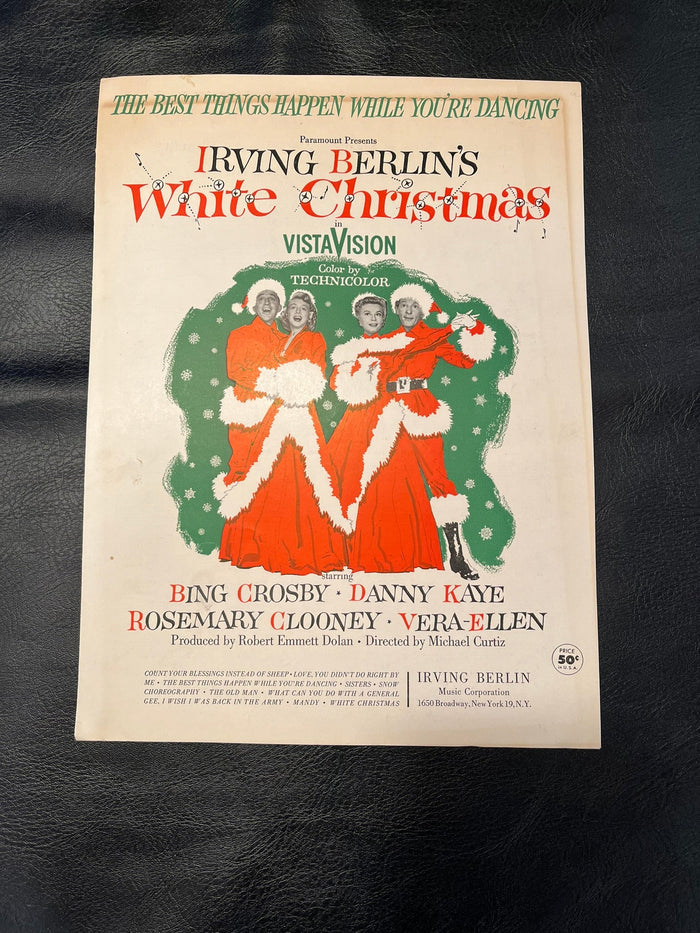 THE BEST THINGS HAPPEN WHILE YOU'RE DANCING
Paramount Presents
IRVING BERLIN'S
White Christmas
in
VISTAVISION
Color by
TECHNICOLOR
starring
BING CROSBY · DANNY KAYE
ROSEMARY CLOONEY · VERA-ELLEN
Produced by Robert Emmett Dolan · Directed by Michael Curtiz
PRICE
50¢
IN U.S.A.
COUNT YOUR BLESSINGS INSTEAD OF SHEEP · LOVE, YOU DIDN'T DO RIGHT BY
ME · THE BEST THINGS HAPPEN WHILE YOU'RE DANCING · SISTERS · SNOW
CHOREOGRAPHY · THE OLD MAN · WHAT CAN YOU DO WITH A GENERAL
GEE, I WISH I WAS BACK IN THE ARMY · MANDY · WHITE CHRISTMAS
IRVING BERLIN
Music Corporation
1650 Broadway, New York 19, N.Y.